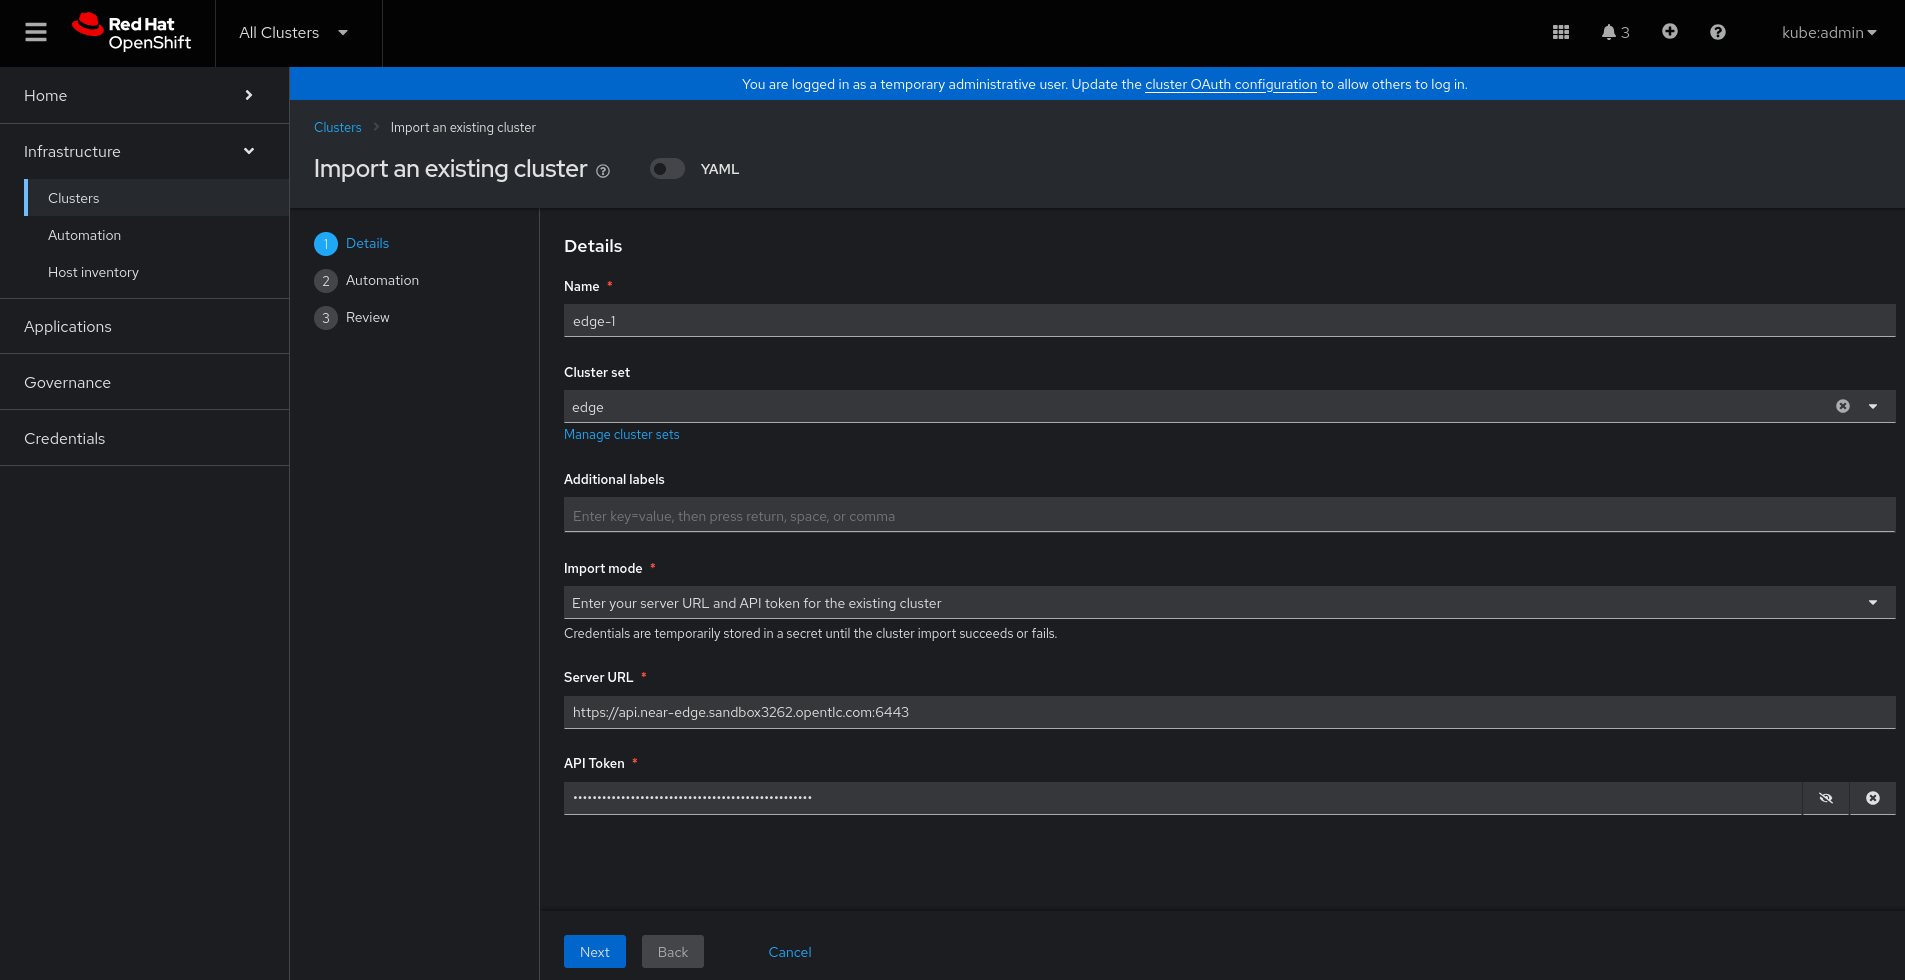 Red Hat
OpenShift
All Clusters
3
kube:admin
Home
Infrastructure
Clusters
Automation
Host inventory
Applications
Governance
Credentials
You are logged in as a temporary administrative user. Update the cluster OAuth configuration to allow others to log in.
Clusters > Import an existing cluster
Import an existing cluster
YAML
1 Details
2 Automation
3 Review
Details
Name *
edge-1
Cluster set
edge
Manage cluster sets
Additional labels
Enter key=value, then press return, space, or comma
Import mode *
Enter your server URL and API token for the existing cluster
Credentials are temporarily stored in a secret until the cluster import succeeds or fails.
Server URL *
https://api.near-edge.sandbox3262.opentlc.com:6443
API Token *
Next
Back
Cancel